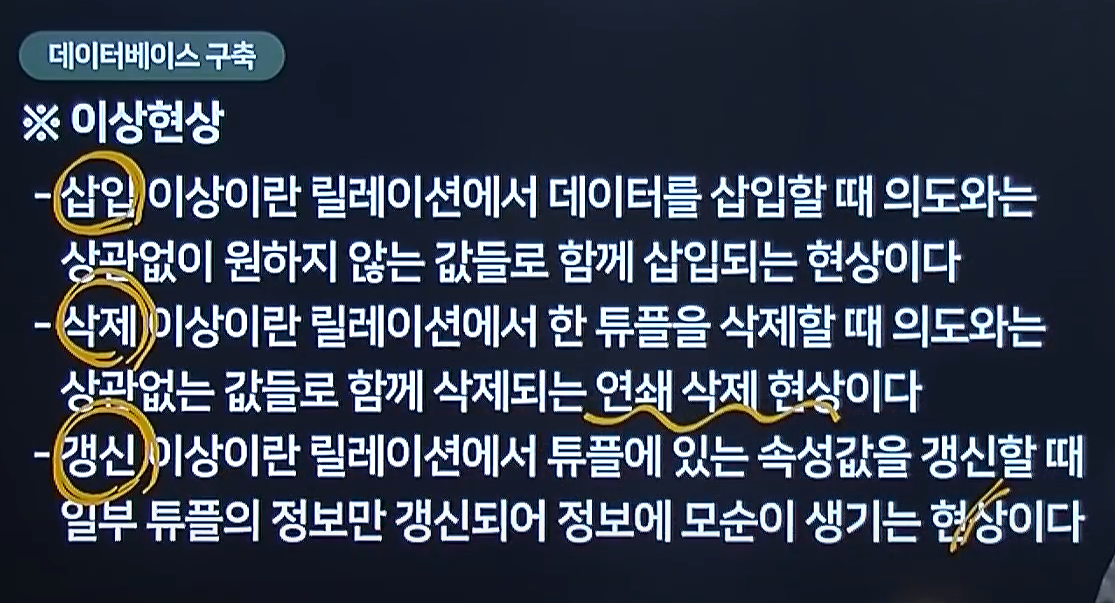 데이터베이스 구축
※ 이상현상
- 삽입 이상이란 릴레이션에서 데이터를 삽입할 때 의도와는
상관없이 원하지 않는 값들로 함께 삽입되는 현상이다
- 삭제 이상이란 릴레이션에서 한 튜플을 삭제할 때 의도와는
상관없는 값들로 함께 삭제되는 연쇄 삭제 현상이다
- 갱신 이상이란 릴레이션에서 튜플에 있는 속성값을 갱신할 때
일부 튜플의 정보만 갱신되어 정보에 모순이 생기는 현상이다